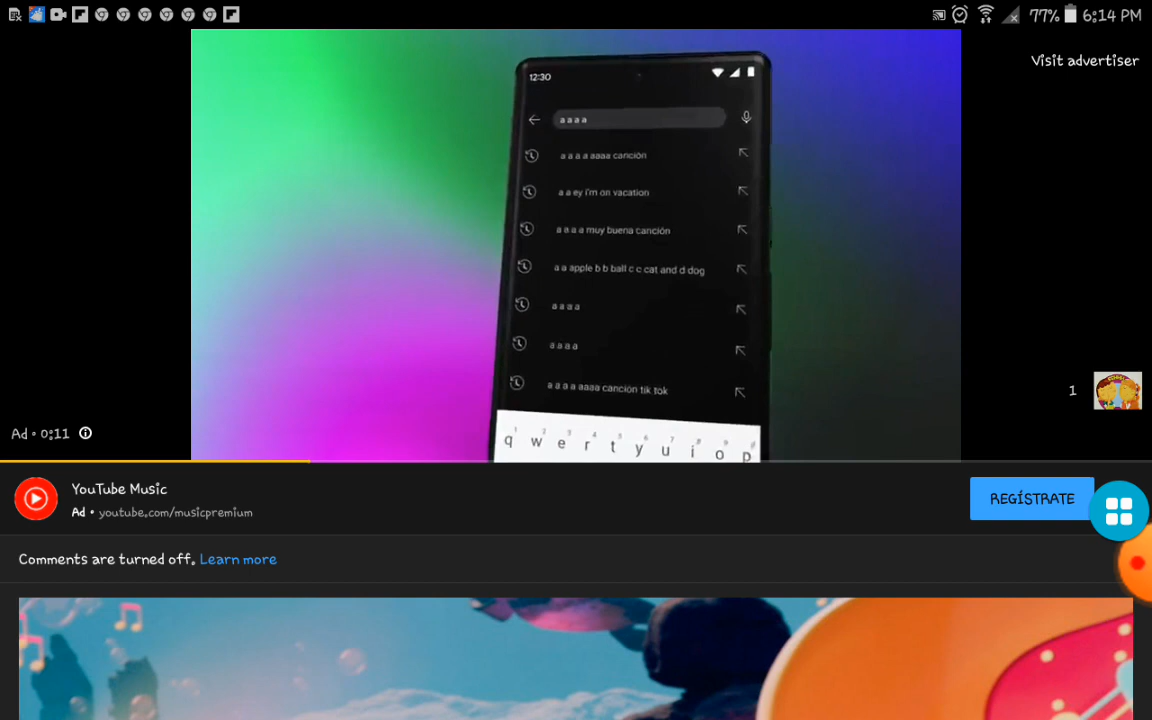 77% 6:14 PM
Visit advertiser
12:30
a a a a
a a a a aaaa canción
a a ey i'm on vacation
a a a a muy buena canción
a a apple b b ball c c cat and d dog
a a a a
a a a a
a a a a aaaa canción tik tok
q w e r t y u i o p
1
Ad • 0:11
YouTube Music
Ad • youtube.com/musicpremium
REGÍSTRATE
Comments are turned off. Learn more